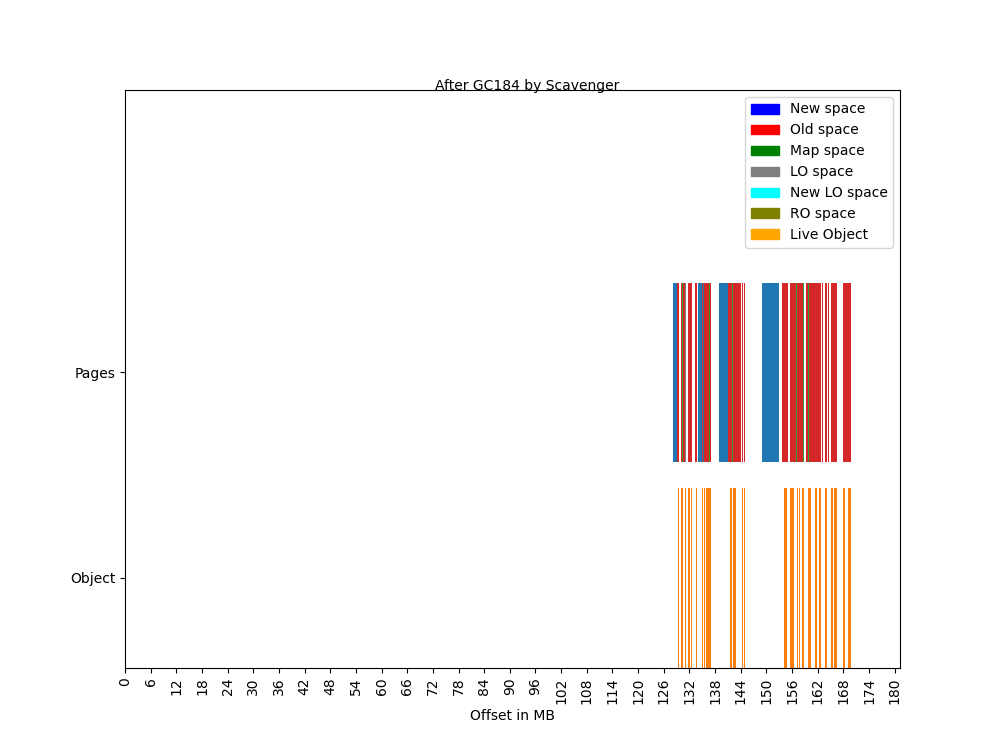 After GC184 by Scavenger
New space
Old space
Map space
LO space
New LO space
RO space
Live Object
Pages
Object
0 6 12 18 24 30 36 42 48 54 60 66 72 78 84 90 96 102 108 114 120 126 132 138 144 150 156 162 168 174 180
Offset in MB